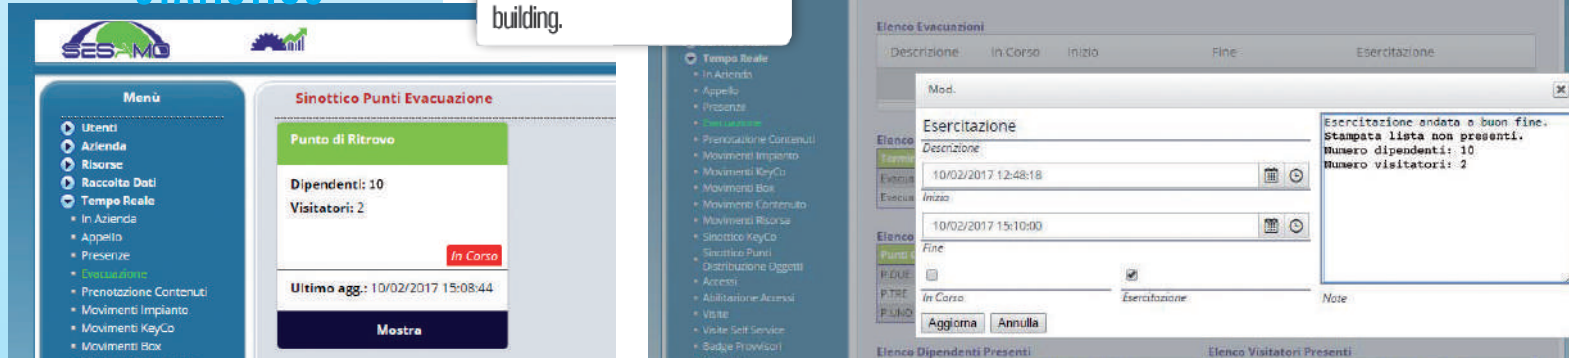 building.
SESAMO
Menù
Utenti
Azienda
Risorse
Raccolta Dati
Tempo Reale
In Azienda
Appello
Presenze
Evacuazione
Prenotazione Contenuti
Movimenti Impianto
Movimenti KeyCo
Movimenti Box
Sinottico Punti Evacuazione
Punto di Ritrovo
Dipendenti: 10
Visitatori: 2
In Corso
Ultimo agg.: 10/02/2017 15:08:44
Mostra
Tempo Reale
In Azienda
Appello
Presenze
Evacuazione
Prenotazione Contenuti
Movimenti Impianto
Movimenti KeyCo
Movimenti Box
Movimenti Contenuto
Movimenti Risorsa
Sinottico KeyCo
Sinottico Punti
Distribuzione Oggetti
Accessi
Abilitazione Accessi
Visite
Visite Self Service
Badge Provvisori
Elenco Evacuazioni
Descrizione In Corso Inizio Fine Esercitazione
Mod.
Esercitazione
Descrizione
10/02/2017 12:48:18
Inizio
10/02/2017 15:10:00
Fine
In Corso Esercitazione
Aggiorna Annulla
Esercitazione andata a buon fine.
Stampata lista non presenti.
Numero dipendenti: 10
Numero visitatori: 2
Note
Elenco
Elenco
P.DUE
P.TRE
P.UNO
Elenco Dipendenti Presenti Elenco Visitatori Presenti